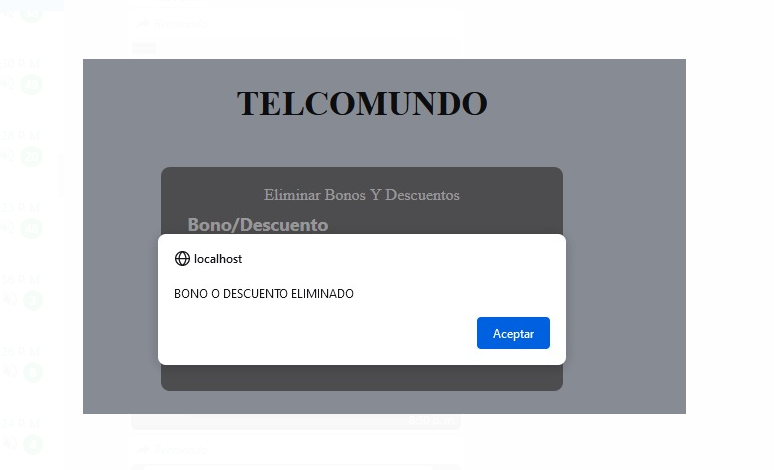 TELCOMUNDO
Eliminar Bonos Y Descuentos
Bono/Descuento
localhost
BONO O DESCUENTO ELIMINADO
Aceptar